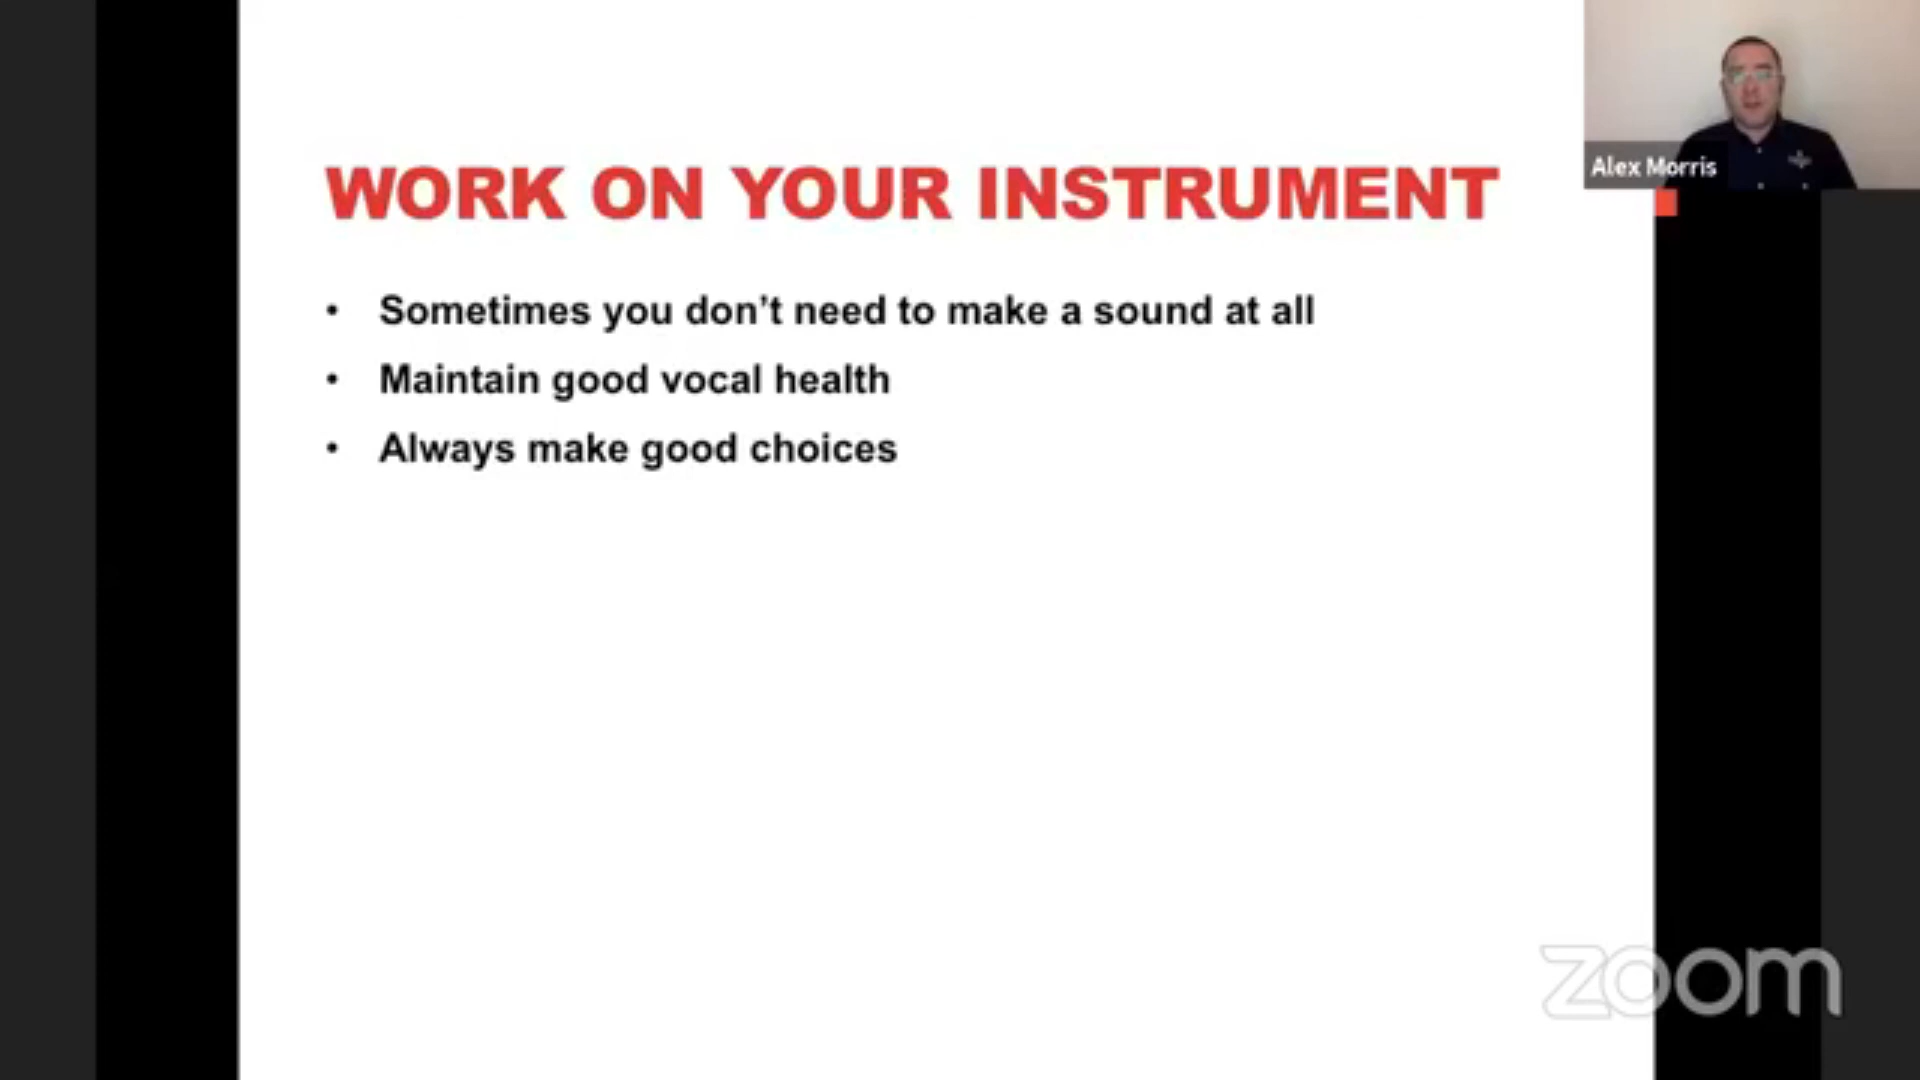 Alex Morris
WORK ON YOUR INSTRUMENT
• Sometimes you don’t need to make a sound at all
• Maintain good vocal health
• Always make good choices
zoom